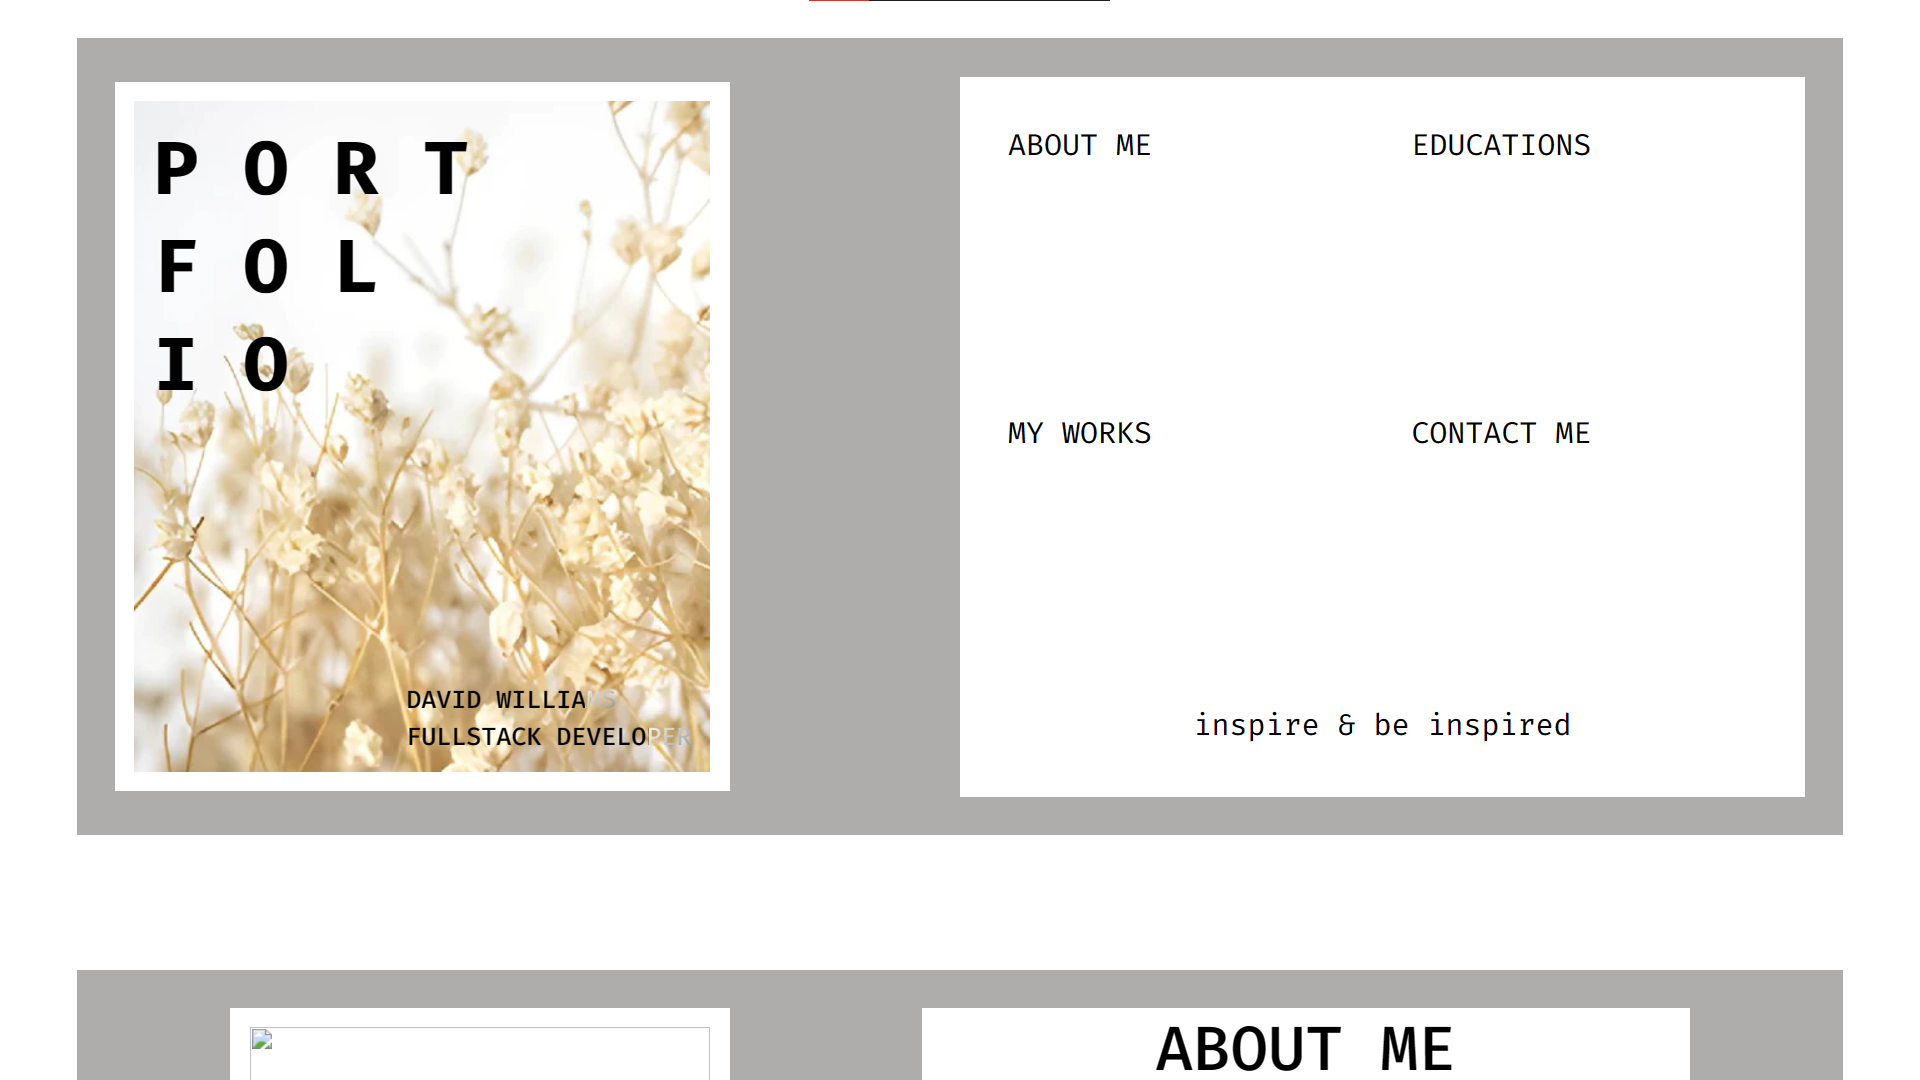 P O R T
F O L
I O
DAVID WILLIAMS
FULLSTACK DEVELOPER
ABOUT ME
EDUCATIONS
MY WORKS
CONTACT ME
inspire & be inspired
ABOUT ME